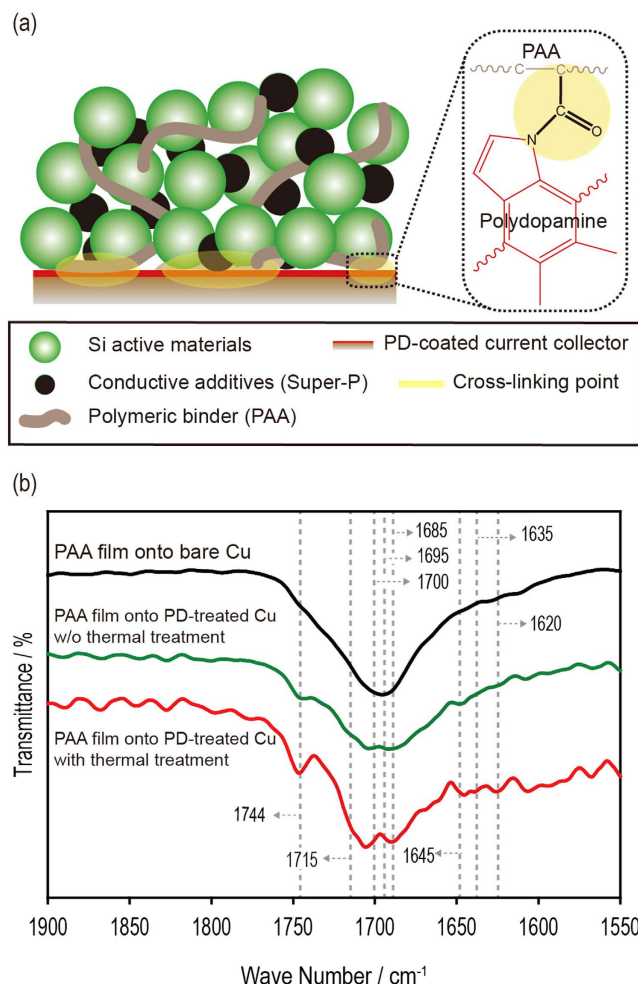 (a)
PAA
C
C
C
O
N
Polydopamine
Si active materials
PD-coated current collector
Conductive additives (Super-P)
Cross-linking point
Polymeric binder (PAA)
(b)
PAA film onto bare Cu
1685
1695
1700
1635
1620
PAA film onto PD-treated Cu
w/o thermal treatment
PAA film onto PD-treated Cu
with thermal treatment
1744
1715
1645
Transmittance / %
1900 1850 1800 1750 1700 1650 1600 1550
Wave Number / cm⁻¹